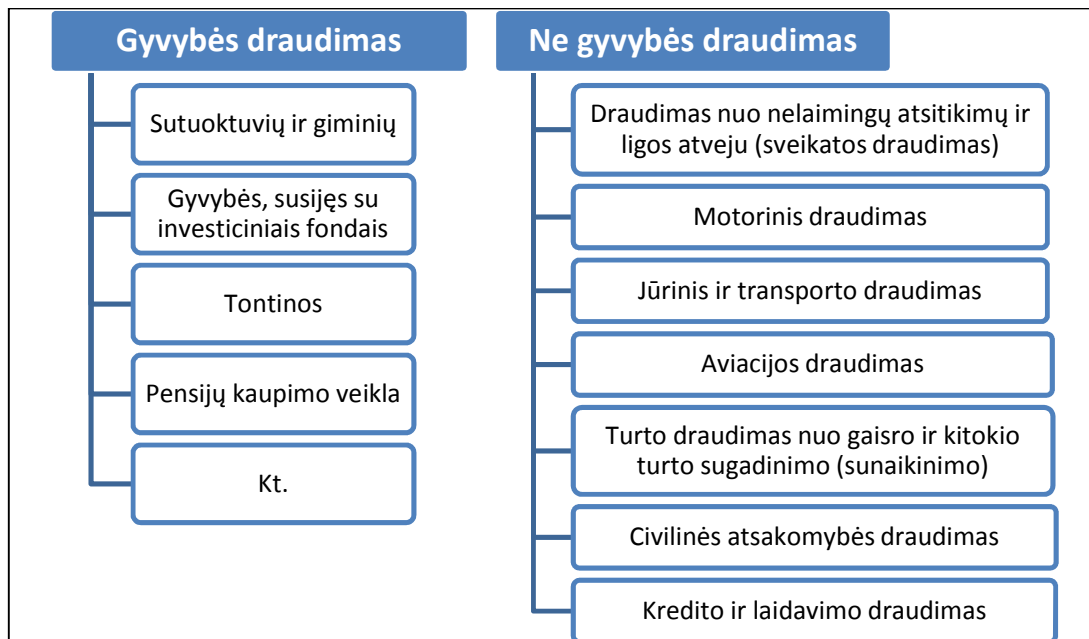 Gyvybės draudimas
Sutuoktuvių ir giminių
Gyvybės, susijęs su
investiciniais fondais
Tontinos
Pensijų kaupimo veikla
Kt.
Ne gyvybės draudimas
Draudimas nuo nelaimingų atsitikimų ir
ligos atveju (sveikatos draudimas)
Motorinis draudimas
Jūrinis ir transporto draudimas
Aviacijos draudimas
Turto draudimas nuo gaisro ir kitokio
turto sugadinimo (sunaikinimo)
Civilinės atsakomybės draudimas
Kredito ir laidavimo draudimas